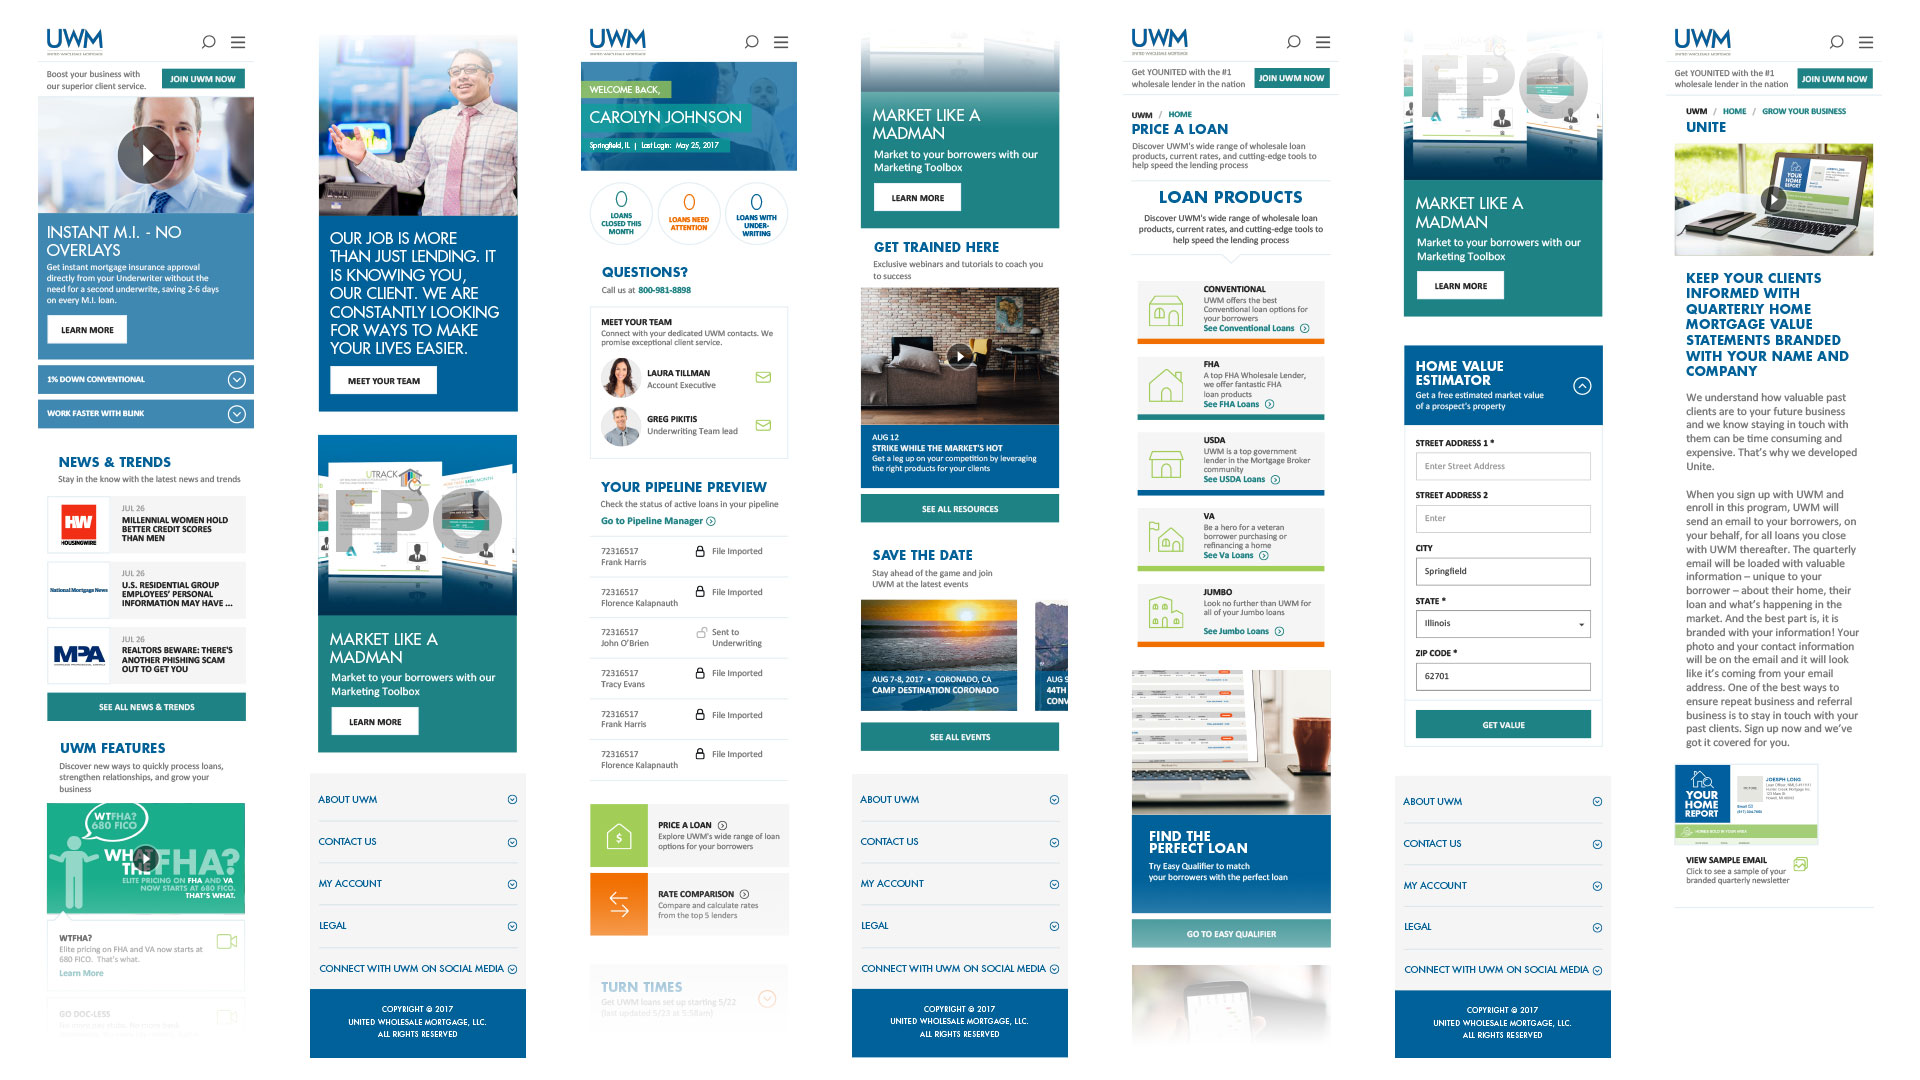 UWM
UNITED WHOLESALE MORTGAGE
Boost your business with
our superior client service.
JOIN UWM NOW
INSTANT M.I. - NO
OVERLAYS
Get instant mortgage insurance approval
directly from your Underwriter without the
need for a second underwrite, saving 2-6 days
on every M.I. loan.
LEARN MORE
1% DOWN CONVENTIONAL
WORK FASTER WITH BLINK
NEWS & TRENDS
Stay in the know with the latest news and trends
HW
HOUSINGWIRE
JUL 26
MILLENNIAL WOMEN HOLD
BETTER CREDIT SCORES
THAN MEN
National Mortgage News
JUL 26
U.S. RESIDENTIAL GROUP
EMPLOYEES' PERSONAL
INFORMATION MAY HAVE ...
MPA
JUL 26
REALTORS BEWARE: THERE'S
ANOTHER PHISHING SCAM
OUT TO GET YOU
SEE ALL NEWS & TRENDS
UWM FEATURES
Discover new ways to quickly process loans,
strengthen relationships, and grow your
business
WTFHA?
680 FICO
WHAT THE FHA?
ELITE PRICING ON FHA AND VA
NOW STARTS AT 680 FICO.
THAT'S WHAT.
WTFHA?
Elite pricing on FHA and VA now starts at
680 FICO. That's what.
Learn More
GO DOC-LESS
OUR JOB IS MORE
THAN JUST LENDING. IT
IS KNOWING YOU,
OUR CLIENT. WE ARE
CONSTANTLY LOOKING
FOR WAYS TO MAKE
YOUR LIVES EASIER.
MEET YOUR TEAM
UTRACK
FPO
MARKET LIKE A
MADMAN
Market to your borrowers with our
Marketing Toolbox
LEARN MORE
ABOUT UWM
CONTACT US
MY ACCOUNT
LEGAL
CONNECT WITH UWM ON SOCIAL MEDIA
COPYRIGHT © 2017
UNITED WHOLESALE MORTGAGE, LLC.
ALL RIGHTS RESERVED
UWM
UNITED WHOLESALE MORTGAGE
WELCOME BACK,
CAROLYN JOHNSON
Springfield, IL | Last Login: May 25, 2017
0
LOANS
CLOSED THIS
MONTH
0
LOANS NEED
ATTENTION
0
LOANS WITH
UNDER-
WRITING
QUESTIONS?
Call us at 800-981-8898
MEET YOUR TEAM
Connect with your dedicated UWM contacts. We
promise exceptional client service.
LAURA TILLMAN
Account Executive
GREG PIKITIS
Underwriting Team lead
YOUR PIPELINE PREVIEW
Check the status of active loans in your pipeline
Go to Pipeline Manager
72316517
Frank Harris
File Imported
72316517
Florence Kalapnauth
File Imported
72316517
John O'Brien
Sent to
Underwriting
72316517
Tracy Evans
File Imported
72316517
Frank Harris
File Imported
72316517
Florence Kalapnauth
File Imported
PRICE A LOAN
Explore UWM's wide range of loan
options for your borrowers
RATE COMPARISON
Compare and calculate rates
from the top 5 lenders
TURN TIMES
Get UWM loans set up starting 5/22
(last updated 5/23 at 5:58am)
MARKET LIKE A
MADMAN
Market to your borrowers with our
Marketing Toolbox
LEARN MORE
GET TRAINED HERE
Exclusive webinars and tutorials to coach you
to success
AUG 12
STRIKE WHILE THE MARKET'S HOT
Get a leg up on your competition by leveraging
the right products for your clients
SEE ALL RESOURCES
SAVE THE DATE
Stay ahead of the game and join
UWM at the latest events
AUG 7-8, 2017 • CORONADO, CA
CAMP DESTINATION CORONADO
AUG 9
44TH
CONV
SEE ALL EVENTS
ABOUT UWM
CONTACT US
MY ACCOUNT
LEGAL
CONNECT WITH UWM ON SOCIAL MEDIA
COPYRIGHT © 2017
UNITED WHOLESALE MORTGAGE, LLC.
ALL RIGHTS RESERVED
UWM
UNITED WHOLESALE MORTGAGE
Get YOUNITED with the #1
wholesale lender in the nation
JOIN UWM NOW
UWM / HOME
PRICE A LOAN
Discover UWM's wide range of wholesale loan
products, current rates, and cutting-edge tools to
help speed the lending process
LOAN PRODUCTS
Discover UWM's wide range of wholesale loan
products, current rates, and cutting-edge tools to
help speed the lending process
CONVENTIONAL
UWM offers the best
Conventional loan options for
your borrowers
See Conventional Loans
FHA
A top FHA Wholesale Lender,
we offer fantastic FHA
loan products
See FHA Loans
USDA
UWM is a top government
lender in the Mortgage Broker
community
See USDA Loans
VA
Be a hero for a veteran
borrower purchasing or
refinancing a home
See Va Loans
JUMBO
Look no further than UWM for
all of your Jumbo loans
See Jumbo Loans
FIND THE
PERFECT LOAN
Try Easy Qualifier to match
your borrowers with the perfect loan
GO TO EASY QUALIFIER
FPO
MARKET LIKE A
MADMAN
Market to your borrowers with our
Marketing Toolbox
LEARN MORE
HOME VALUE
ESTIMATOR
Get a free estimated market value
of a prospect's property
STREET ADDRESS 1 *
Enter Street Address
STREET ADDRESS 2
Enter
CITY
Springfield
STATE *
Illinois
ZIP CODE *
62701
GET VALUE
ABOUT UWM
CONTACT US
MY ACCOUNT
LEGAL
CONNECT WITH UWM ON SOCIAL MEDIA
COPYRIGHT © 2017
UNITED WHOLESALE MORTGAGE, LLC.
ALL RIGHTS RESERVED
UWM
UNITED WHOLESALE MORTGAGE
Get YOUNITED with the #1
wholesale lender in the nation
JOIN UWM NOW
UWM / HOME / GROW YOUR BUSINESS
UNITE
YOUR
HOME
REPORT
KEEP YOUR CLIENTS
INFORMED WITH
QUARTERLY HOME
MORTGAGE VALUE
STATEMENTS BRANDED
WITH YOUR NAME AND
COMPANY
We understand how valuable past
clients are to your future business
and we know staying in touch with
them can be time consuming and
expensive. That's why we developed
Unite.
When you sign up with UWM and
enroll in this program, UWM will
send an email to your borrowers, on
your behalf, for all loans you close
with UWM thereafter. The quarterly
email will be loaded with valuable
information – unique to your
borrower – about their home, their
loan and what's happening in the
market. And the best part is, it is
branded with your information! Your
photo and your contact information
will be on the email and it will look
like it's coming from your email
address. One of the best ways to
ensure repeat business and referral
business is to stay in touch with your
past clients. Sign up now and we've
got it covered for you.
YOUR
HOME
REPORT
PICTURE
JOESPH LONG
VIEW SAMPLE EMAIL
Click to see a sample of your
branded quarterly newsletter